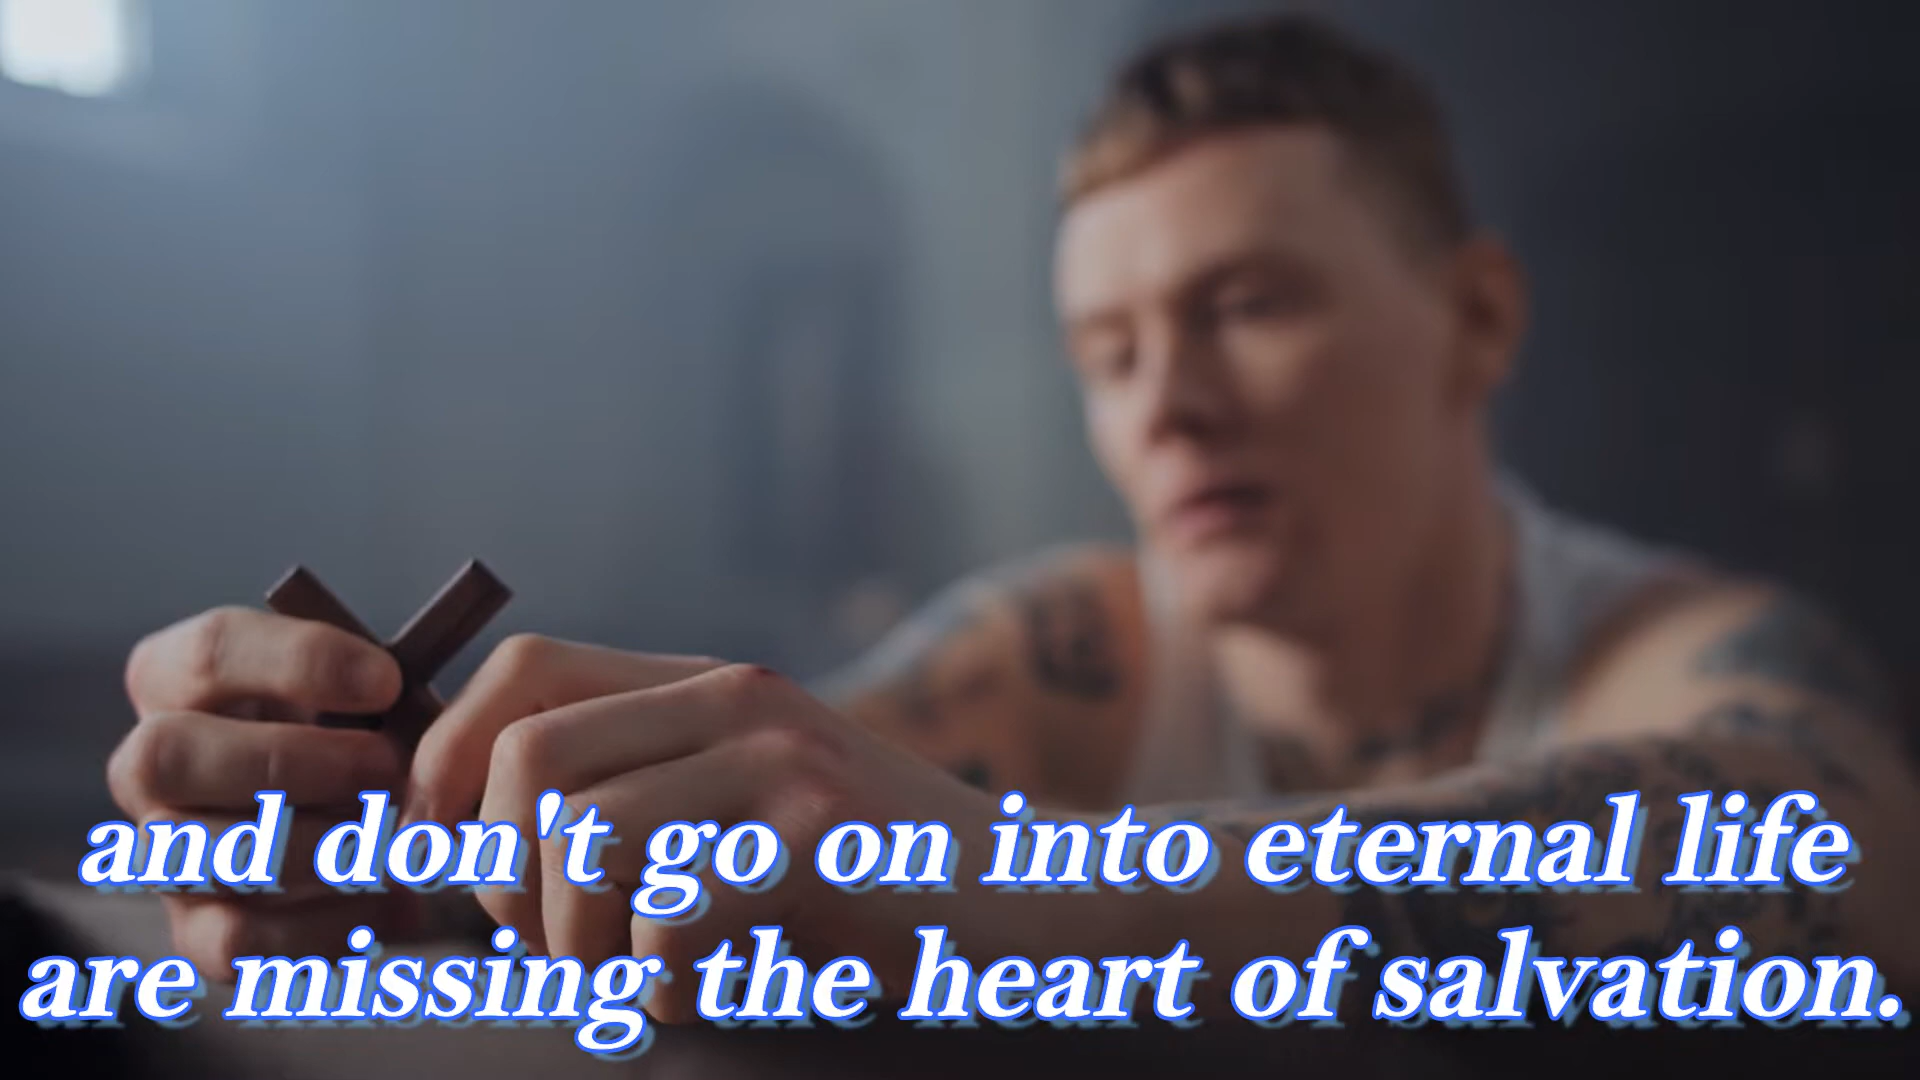 and don't go on into eternal life
are missing the heart of salvation.